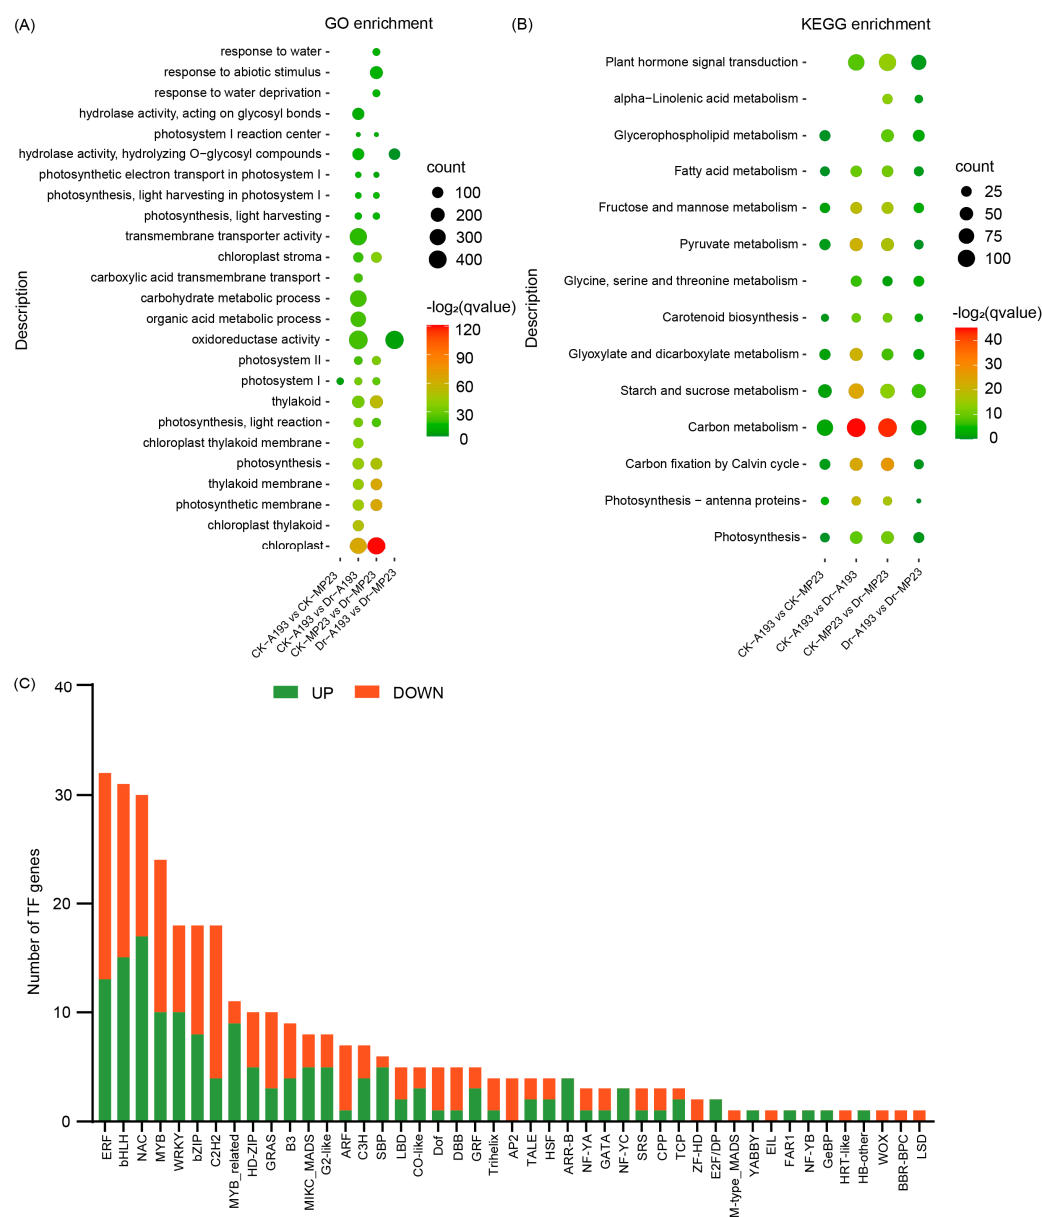 (A)
GO enrichment
response to water
response to abiotic stimulus
response to water deprivation
hydrolase activity, acting on glycosyl bonds
photosystem I reaction center
hydrolase activity, hydrolyzing O−glycosyl compounds
photosynthetic electron transport in photosystem I
photosynthesis, light harvesting in photosystem I
photosynthesis, light harvesting
transmembrane transporter activity
chloroplast stroma
carboxylic acid transmembrane transport
carbohydrate metabolic process
organic acid metabolic process
oxidoreductase activity
photosystem II
photosystem I
thylakoid
photosynthesis, light reaction
chloroplast thylakoid membrane
photosynthesis
thylakoid membrane
photosynthetic membrane
chloroplast thylakoid
chloroplast
Description
CK−A193 vs CK−MP23
CK−A193 vs Dr−A193
CK−MP23 vs Dr−MP23
Dr−A193 vs Dr−MP23
count
100
200
300
400
-log₂(qvalue)
120
90
60
30
0
(B)
KEGG enrichment
Plant hormone signal transduction
alpha−Linolenic acid metabolism
Glycerophospholipid metabolism
Fatty acid metabolism
Fructose and mannose metabolism
Pyruvate metabolism
Glycine, serine and threonine metabolism
Carotenoid biosynthesis
Glyoxylate and dicarboxylate metabolism
Starch and sucrose metabolism
Carbon metabolism
Carbon fixation by Calvin cycle
Photosynthesis − antenna proteins
Photosynthesis
Description
CK−A193 vs CK−MP23
CK−A193 vs Dr−A193
CK−MP23 vs Dr−MP23
Dr−A193 vs Dr−MP23
count
25
50
75
100
-log₂(qvalue)
40
30
20
10
0
(C)
UP
DOWN
Number of TF genes
40
30
20
10
0
ERF
bHLH
NAC
MYB
WRKY
bZIP
C2H2
MYB_related
HD-ZIP
GRAS
B3
MIKC_MADS
G2-like
ARF
C3H
SBP
LBD
CO-like
Dof
DBB
GRF
Trihelix
AP2
TALE
HSF
ARR-B
NF-YA
GATA
NF-YC
SRS
CPP
TCP
ZF-HD
E2F/DP
M-type_MADS
YABBY
EIL
FAR1
NF-YB
GeBP
HRT-like
HB-other
WOX
BBR-BPC
LSD